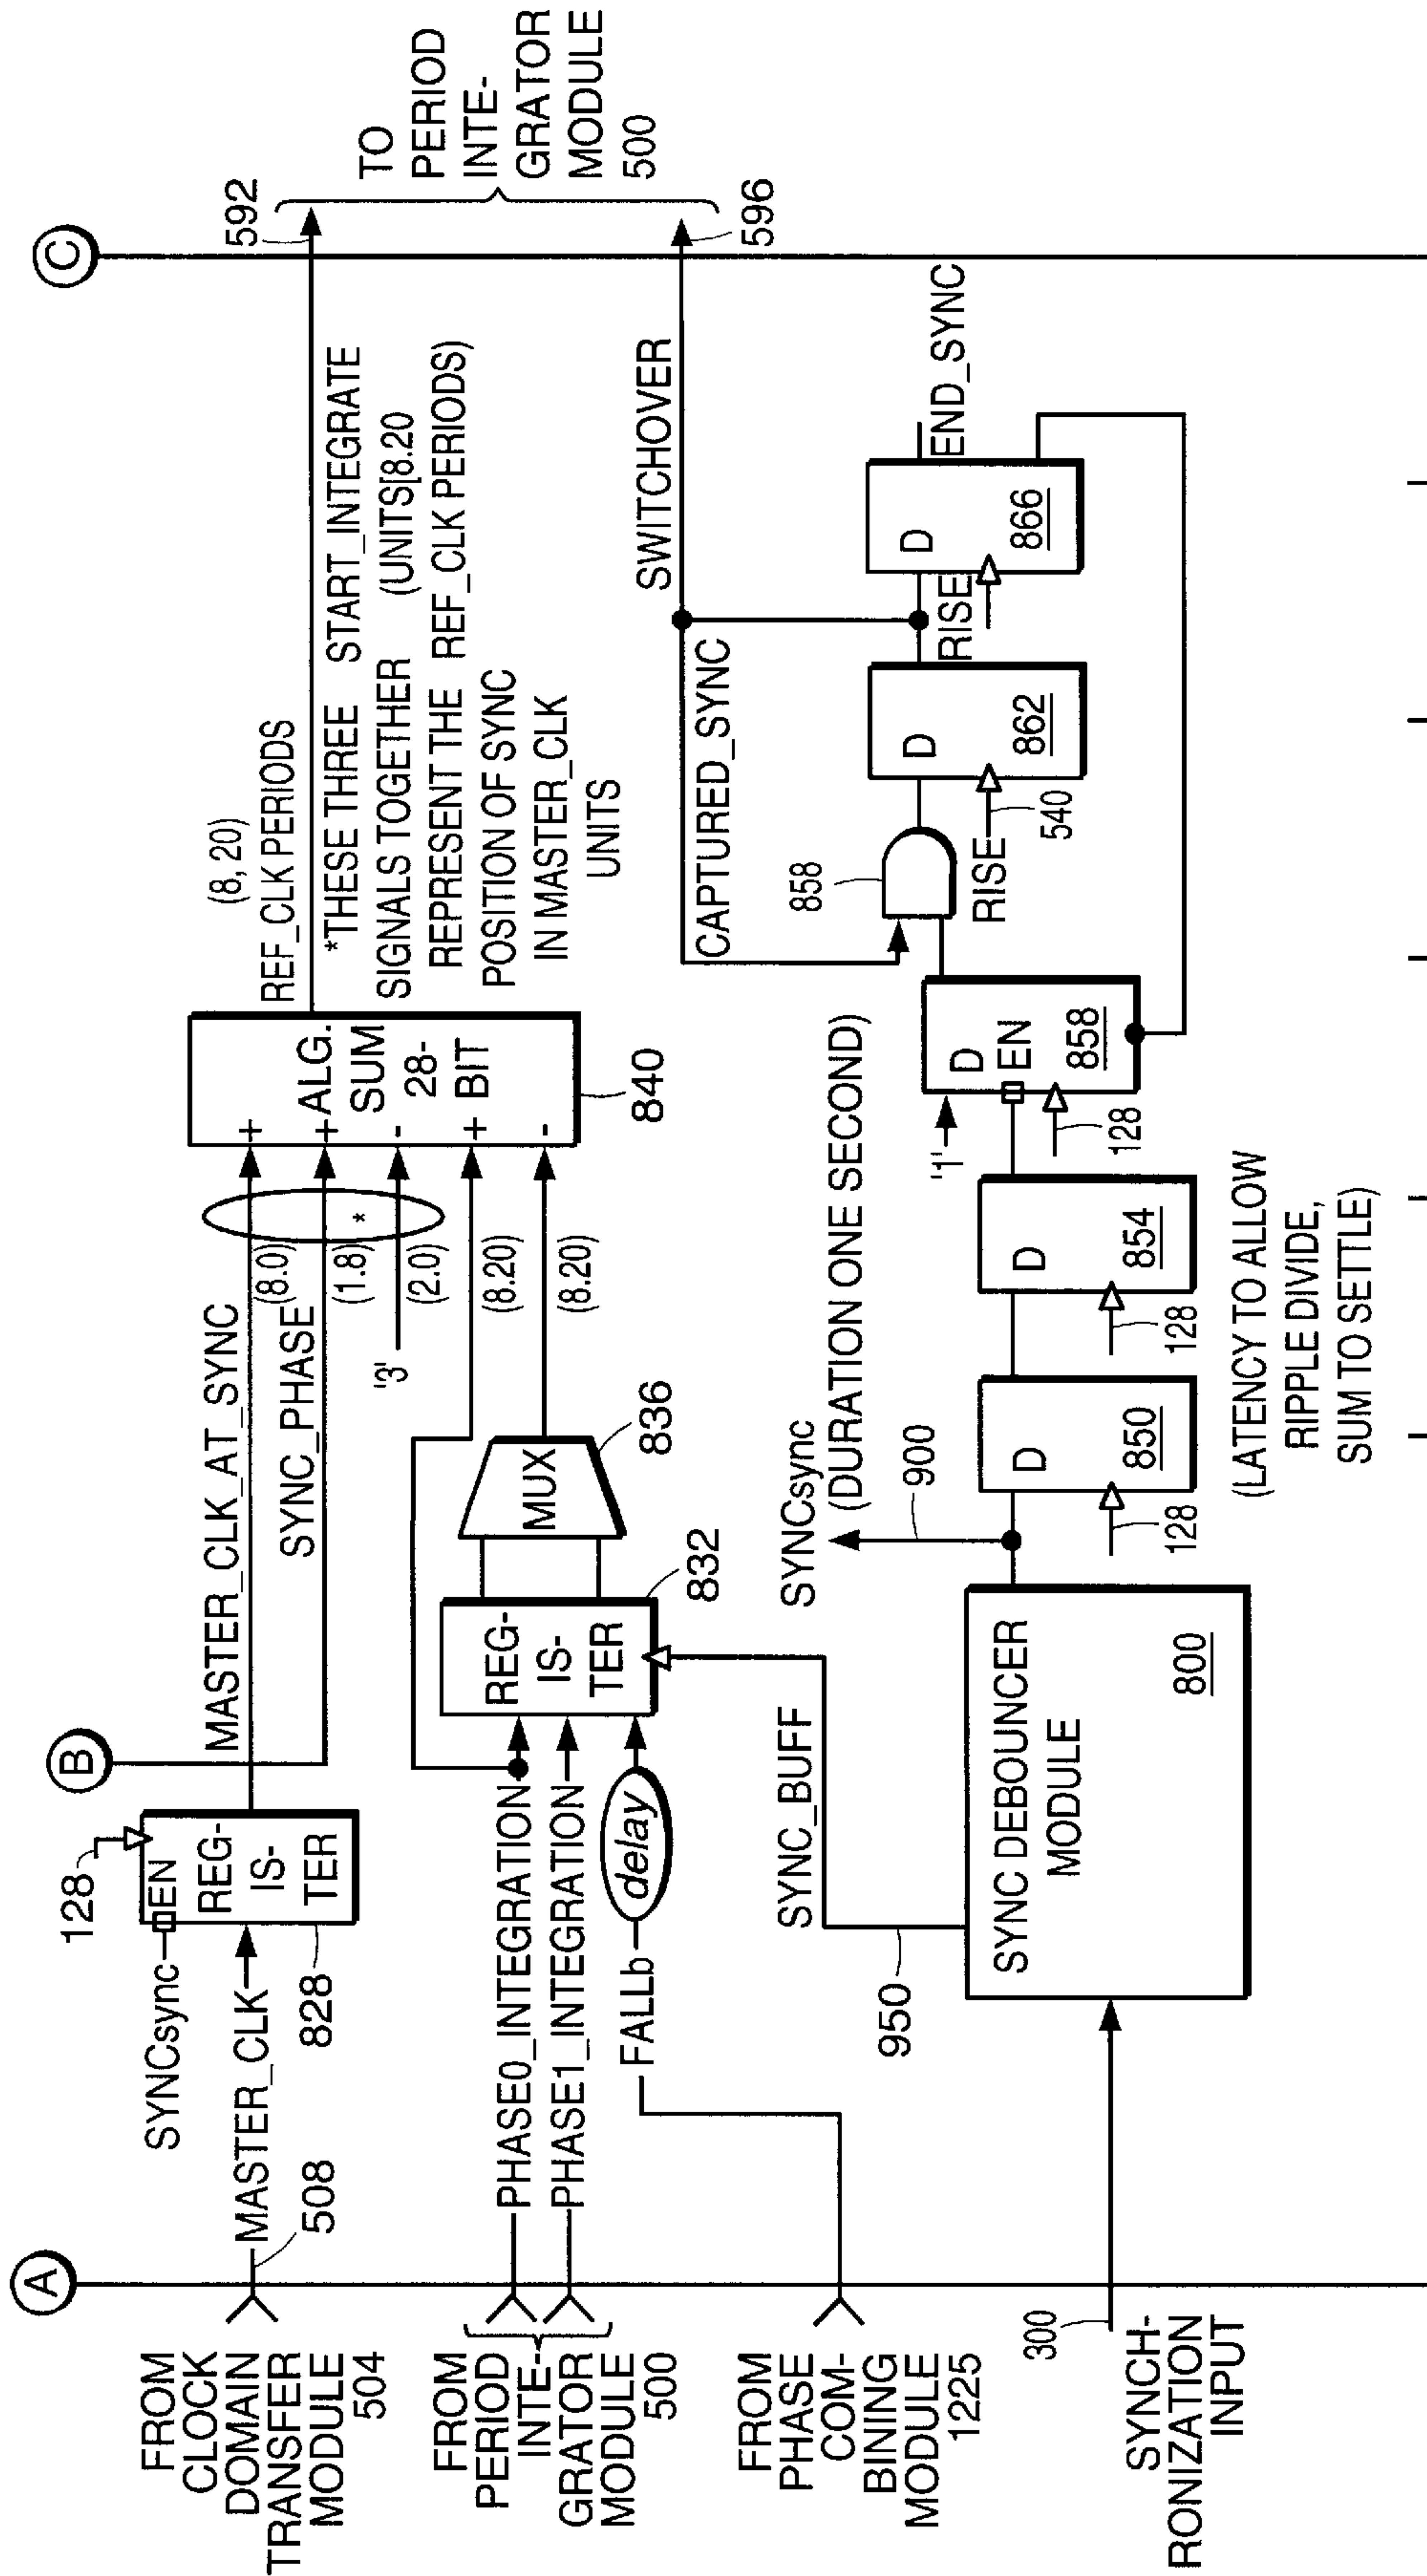 A
B
C
FROM
CLOCK
DOMAIN
TRANSFER
MODULE
504
508
MASTER_CLK
SYNCsync
128
EN
REG-
IS-
TER
828
MASTER_CLK_AT_SYNC
(8.0)
SYNC_PHASE
(1.8)
*
'3'
(2.0)
(8.20)
(8.20)
+
+
-
+
-
ALG.
SUM
28-
BIT
840
(8, 20)
REF_CLK PERIODS
592
*THESE THREE
SIGNALS TOGETHER
REPRESENT THE
POSITION OF SYNC
IN MASTER_CLK
UNITS
START_INTEGRATE
(UNITS[8.20
REF_CLK PERIODS)
TO
PERIOD
INTE-
GRATOR
MODULE
500
FROM
PERIOD
INTE-
GRATOR
MODULE
500
PHASE0_INTEGRATION
PHASE1_INTEGRATION
FALLb
delay
REG-
IS-
TER
832
MUX
836
FROM
PHASE
COM-
BINING
MODULE
1225
SYNC_BUFF
950
SWITCHOVER
596
CAPTURED_SYNC
SYNCHRONIZATION
INPUT
300
SYNC DEBOUNCER
MODULE
800
SYNCsync
(DURATION ONE SECOND)
900
D
850
128
D
854
128
(LATENCY TO ALLOW
RIPPLE DIVIDE,
SUM TO SETTLE)
'1'
D
EN
858
128
858
RISE
540
D
862
RISE
D
866
END_SYNC